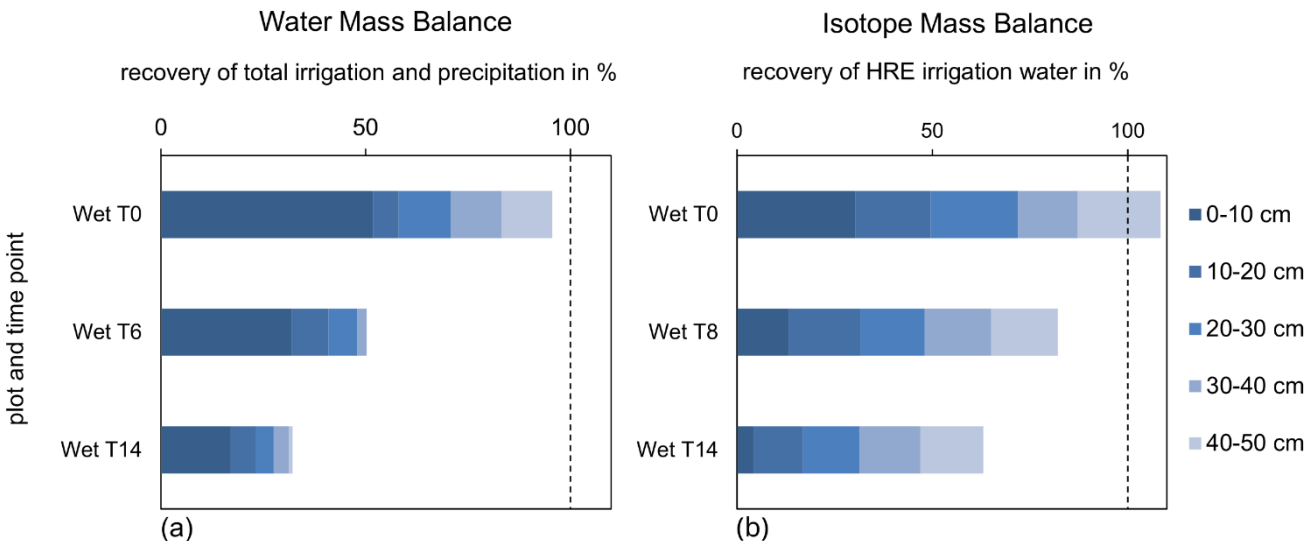 Water Mass Balance
recovery of total irrigation and precipitation in %
0 50 100
plot and time point
Wet T0
Wet T6
Wet T14
(a)
Isotope Mass Balance
recovery of HRE irrigation water in %
0 50 100
Wet T0
Wet T8
Wet T14
(b)
0-10 cm
10-20 cm
20-30 cm
30-40 cm
40-50 cm